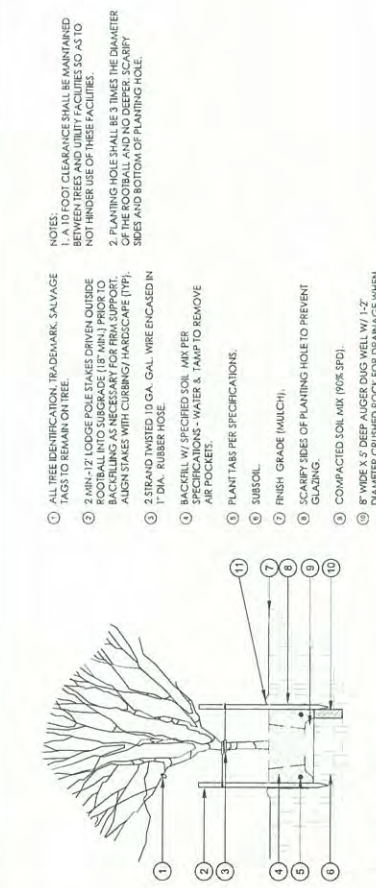 ① ALL TREE IDENTIFICATION, TRADEMARK, SALVAGE
TAGS TO REMAIN ON TREE.
② 2 MIN.-12' LODGE POLE STAKES DRIVEN OUTSIDE
ROOTBALL INTO SUBGRADE (18" MIN.) PRIOR TO
BACKFILLING AS NECESSARY FOR FIRM SUPPORT.
ALIGN STAKES WITH CURBING/ HARDSCAPE (TYP).
③ 2 STRAND TWISTED 10 GA. GAL. WIRE ENCASED IN
1" DIA. RUBBER HOSE.
④ BACKFILL W/ SPECIFIED SOIL MIX PER
SPECIFICATIONS - WATER & TAMP TO REMOVE
AIR POCKETS.
⑤ PLANT TABS PER SPECIFICATIONS.
⑥ SUBSOIL.
⑦ FINISH GRADE (MULCH).
⑧ SCARIFY SIDES OF PLANTING HOLE TO PREVENT
GLAZING.
⑨ COMPACTED SOIL MIX (90% SPD).
⑩ 8" WIDE X 5' DEEP AUGER DUG WELL W/ 1-2"
DIAMETER CRUSHED ROCK FOR DRAINAGE WHEN
NOTES:
1. A 10 FOOT CLEARANCE SHALL BE MAINTAINED
BETWEEN TREES AND UTILITY FACILITIES SO AS TO
NOT HINDER USE OF THESE FACILITIES.
2. PLANTING HOLE SHALL BE 3 TIMES THE DIAMETER
OF THE ROOTBALL AND NO DEEPER. SCARIFY
SIDES AND BOTTOM OF PLANTING HOLE.
1
2
3
4
5
6
11
7
8
9
10